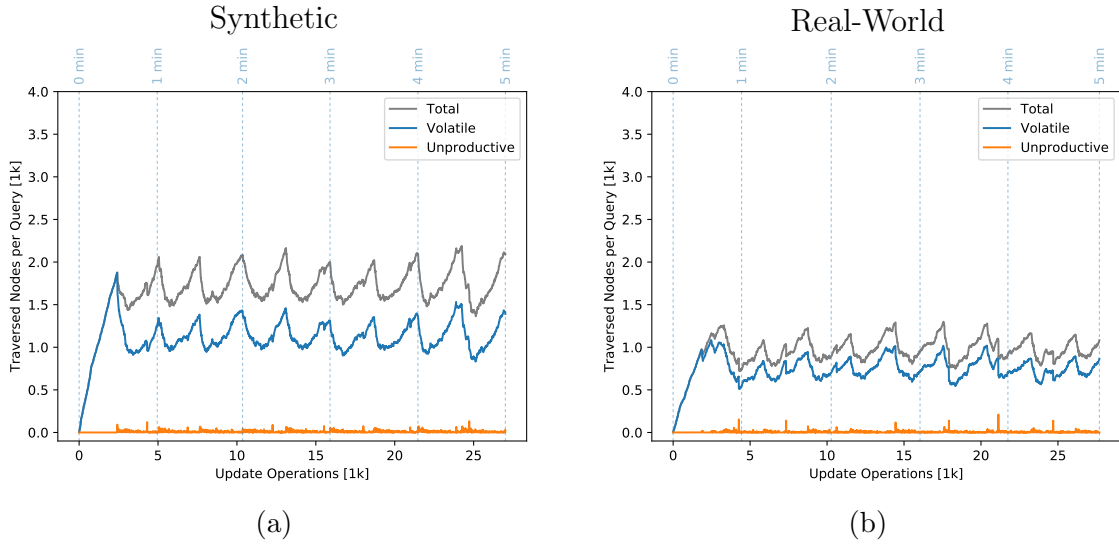 Synthetic
0 min 1 min 2 min 3 min 4 min 5 min
4.0
3.5
3.0
2.5
2.0
1.5
1.0
0.5
0.0
Traversed Nodes per Query [1k]
Total
Volatile
Unproductive
0 5 10 15 20 25
Update Operations [1k]
(a)
Real-World
0 min 1 min 2 min 3 min 4 min 5 min
4.0
3.5
3.0
2.5
2.0
1.5
1.0
0.5
0.0
Traversed Nodes per Query [1k]
Total
Volatile
Unproductive
0 5 10 15 20 25
Update Operations [1k]
(b)